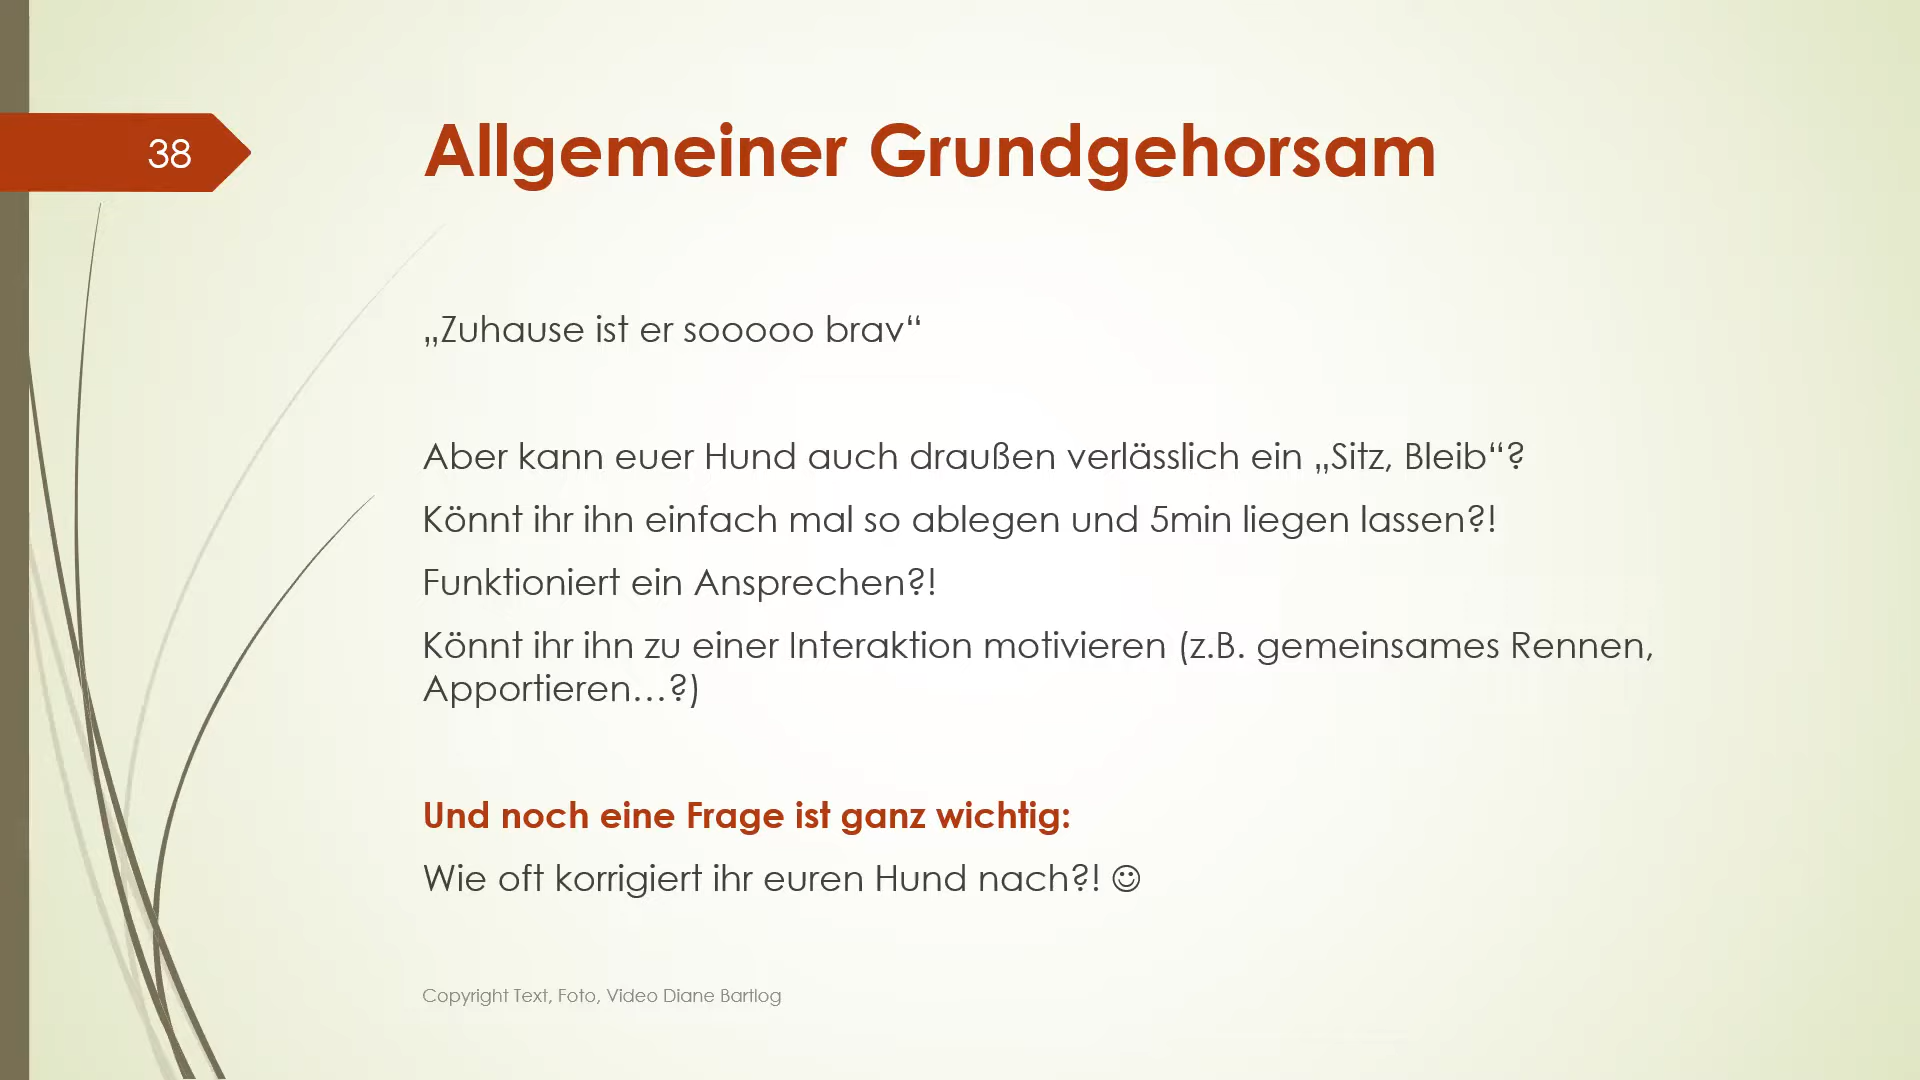 38
Allgemeiner Grundgehorsam
„Zuhause ist er sooooo brav“
Aber kann euer Hund auch draußen verlässlich ein „Sitz, Bleib“?
Könnt ihr ihn einfach mal so ablegen und 5min liegen lassen?!
Funktioniert ein Ansprechen?!
Könnt ihr ihn zu einer Interaktion motivieren (z.B. gemeinsames Rennen,
Apportieren…?)
Und noch eine Frage ist ganz wichtig:
Wie oft korrigiert ihr euren Hund nach?! ☺
Copyright Text, Foto, Video Diane Bartlog